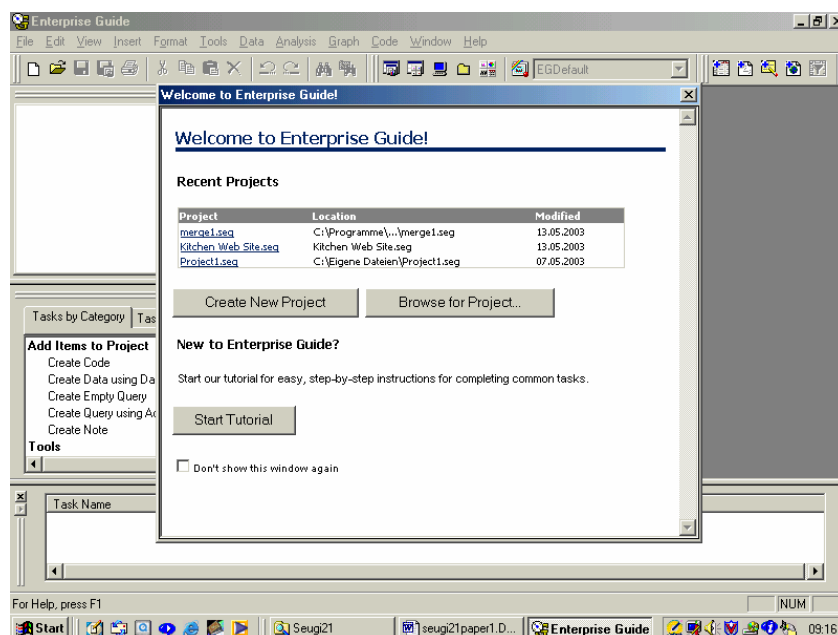 Enterprise Guide
File Edit View Insert Format Tools Data Analysis Graph Code Window Help
EGDefault
Welcome to Enterprise Guide!
Welcome to Enterprise Guide!
Recent Projects
Project Location Modified
merge1.seg C:\Programme\...\merge1.seg 13.05.2003
Kitchen Web Site.seg Kitchen Web Site.seg 13.05.2003
Project1.seg C:\Eigene Dateien\Project1.seg 07.05.2003
Create New Project Browse for Project...
New to Enterprise Guide?
Start our tutorial for easy, step-by-step instructions for completing common tasks.
Start Tutorial
Don't show this window again
Tasks by Category Tas
Add Items to Project
Create Code
Create Data using Da
Create Empty Query
Create Query using Ac
Create Note
Tools
Task Name
For Help, press F1 NUM
Start Seugi21 seugi21paper1.D... Enterprise Guide 09:16